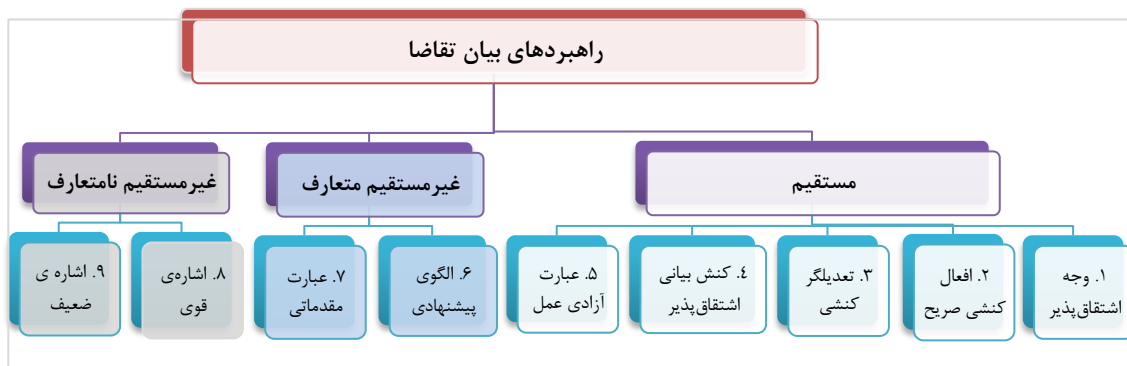 راهبردهای بیان تقاضا
مستقیم
غیرمستقیم متعارف
غیرمستقیم نامتعارف
۱. وجه
اشتقاق‌پذیر
۲. افعال
کنشی صریح
۳. تعدیلگر
کنشی
٤. کنش بیانی
اشتقاق‌پذیر
۵. عبارت
آزادی عمل
۶. الگوی
پیشنهادی
۷. عبارت
مقدماتی
۸. اشاره‌ی
قوی
۹. اشاره ی
ضعیف